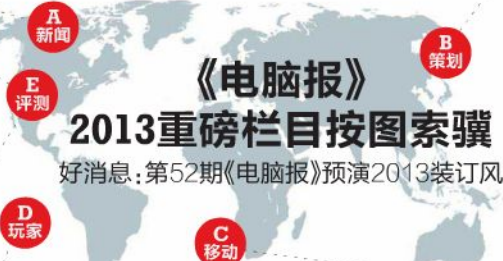 A
新闻
B
策划
E
评测
《电脑报》
2013重磅栏目按图索骥
好消息:第52期《电脑报》预演2013装订风
D
玩家
C
移动